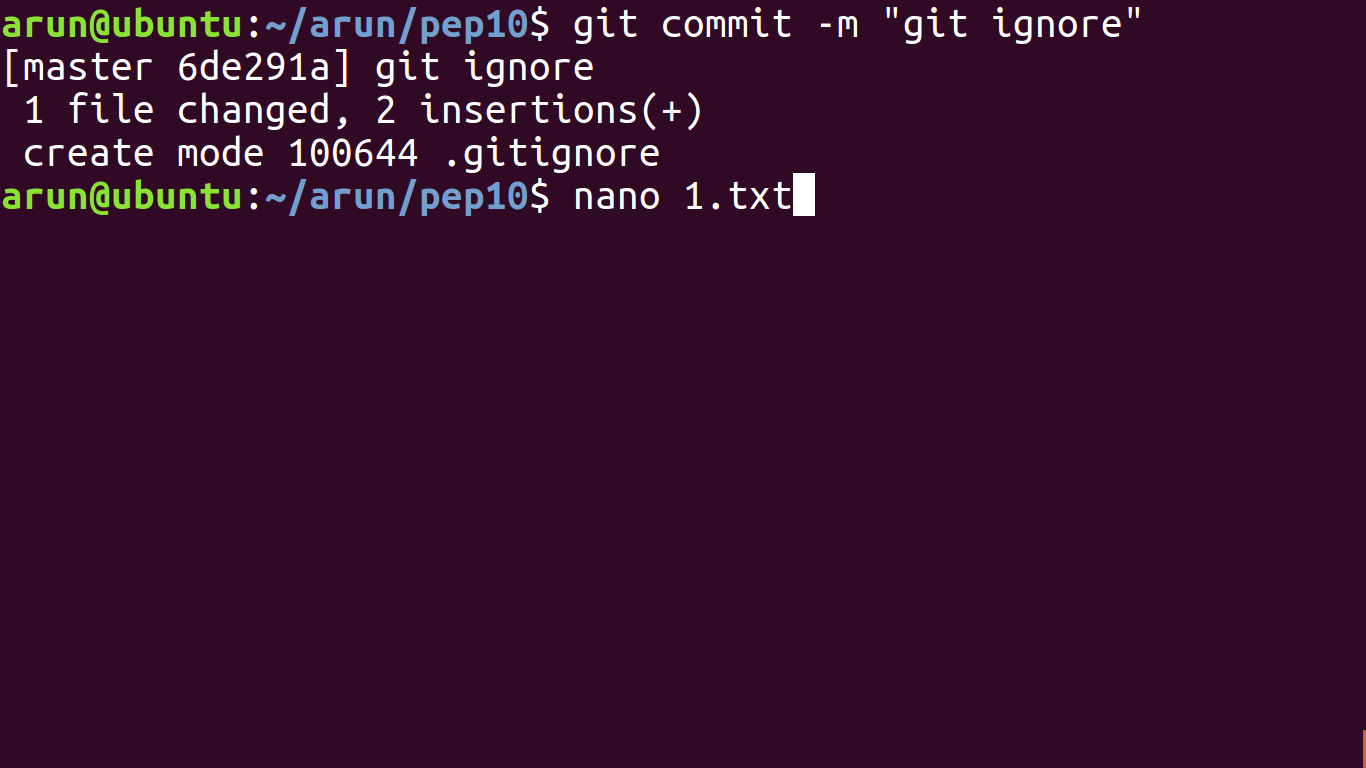 arun@ubuntu:~/arun/pep10$ git commit -m "git ignore"
[master 6de291a] git ignore
 1 file changed, 2 insertions(+)
 create mode 100644 .gitignore
arun@ubuntu:~/arun/pep10$ nano 1.txt